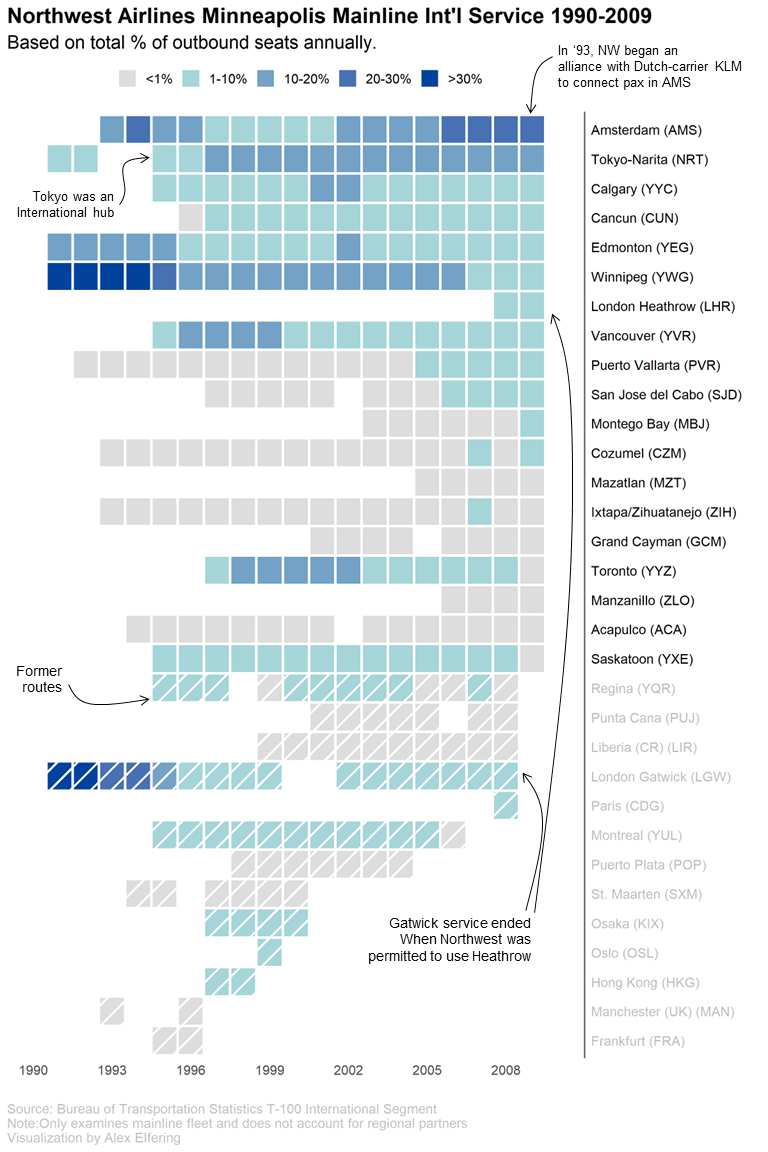 Northwest Airlines Minneapolis Mainline Int'l Service 1990-2009
Based on total % of outbound seats annually.
<1% 1-10% 10-20% 20-30% >30%
In ‘93, NW began an
alliance with Dutch-carrier KLM
to connect pax in AMS
Amsterdam (AMS)
Tokyo-Narita (NRT)
Calgary (YYC)
Tokyo was an
International hub
Cancun (CUN)
Edmonton (YEG)
Winnipeg (YWG)
London Heathrow (LHR)
Vancouver (YVR)
Puerto Vallarta (PVR)
San Jose del Cabo (SJD)
Montego Bay (MBJ)
Cozumel (CZM)
Mazatlan (MZT)
Ixtapa/Zihuatanejo (ZIH)
Grand Cayman (GCM)
Toronto (YYZ)
Manzanillo (ZLO)
Acapulco (ACA)
Saskatoon (YXE)
Former
routes
Regina (YQR)
Punta Cana (PUJ)
Liberia (CR) (LIR)
London Gatwick (LGW)
Paris (CDG)
Montreal (YUL)
Puerto Plata (POP)
St. Maarten (SXM)
Gatwick service ended
When Northwest was
permitted to use Heathrow
Osaka (KIX)
Oslo (OSL)
Hong Kong (HKG)
Manchester (UK) (MAN)
Frankfurt (FRA)
1990 1993 1996 1999 2002 2005 2008
Source: Bureau of Transportation Statistics T-100 International Segment
Note:Only examines mainline fleet and does not account for regional partners
Visualization by Alex Elfering